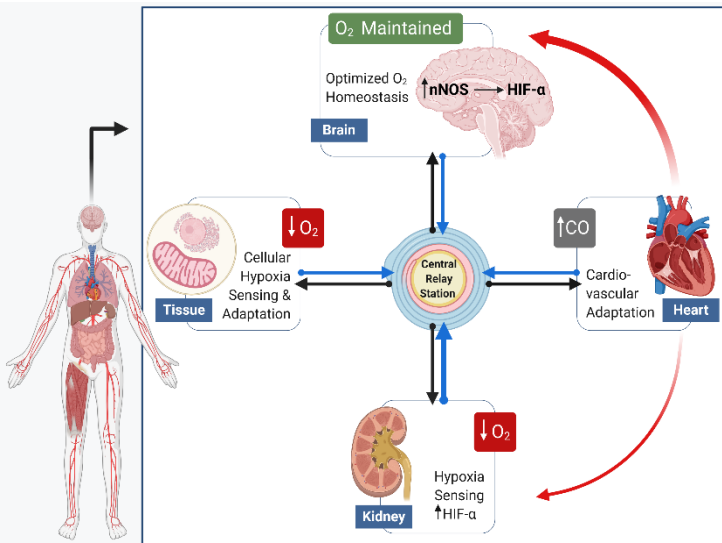 O₂ Maintained
Optimized O₂
Homeostasis
↑nNOS → HIF-α
Brain
↓O₂
Cellular
Hypoxia
Sensing &
Adaptation
Tissue
Central
Relay
Station
↑CO
Cardio-
vascular
Adaptation
Heart
↓O₂
Hypoxia
Sensing
↑HIF-α
Kidney